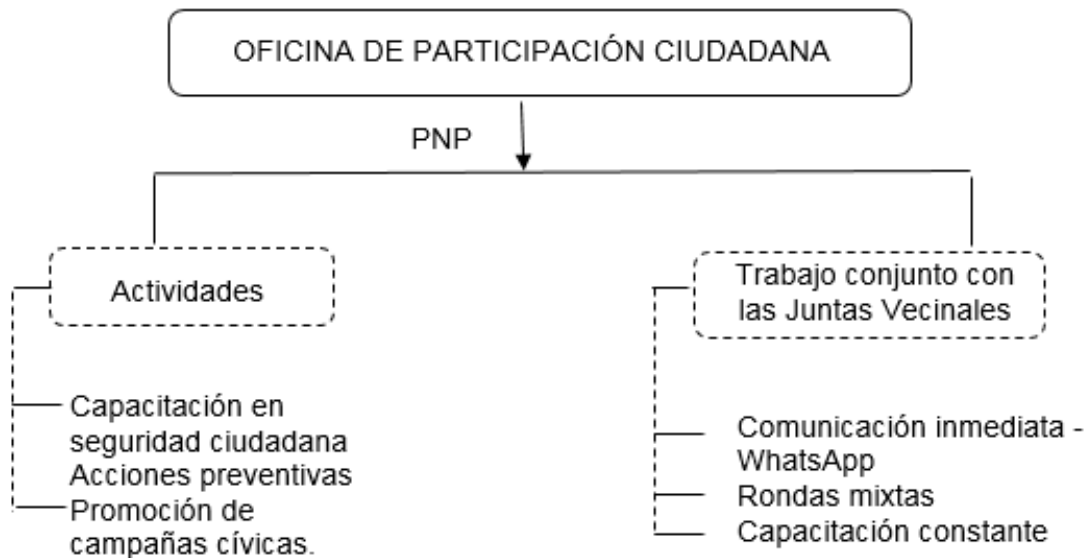 OFICINA DE PARTICIPACIÓN CIUDADANA
PNP
Actividades
Capacitación en
seguridad ciudadana
Acciones preventivas
Promoción de
campañas cívicas.
Trabajo conjunto con
las Juntas Vecinales
Comunicación inmediata -
WhatsApp
Rondas mixtas
Capacitación constante